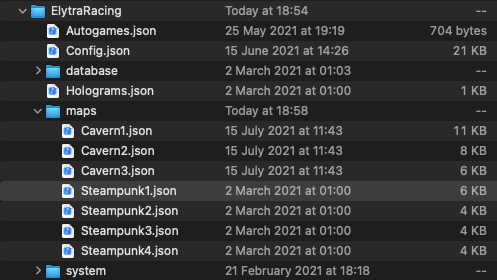 ElytraRacing Today at 18:54 --
Autogames.json 25 May 2021 at 19:19 704 bytes
Config.json 15 June 2021 at 14:26 21 KB
database 2 March 2021 at 01:03 --
Holograms.json 2 March 2021 at 01:00 1 KB
maps Today at 18:58 --
Cavern1.json 15 July 2021 at 11:43 11 KB
Cavern2.json 15 July 2021 at 11:43 8 KB
Cavern3.json 15 July 2021 at 11:43 6 KB
Steampunk1.json 2 March 2021 at 01:00 6 KB
Steampunk2.json 2 March 2021 at 01:00 4 KB
Steampunk3.json 2 March 2021 at 01:00 4 KB
Steampunk4.json 2 March 2021 at 01:00 4 KB
system 21 February 2021 at 18:18 --